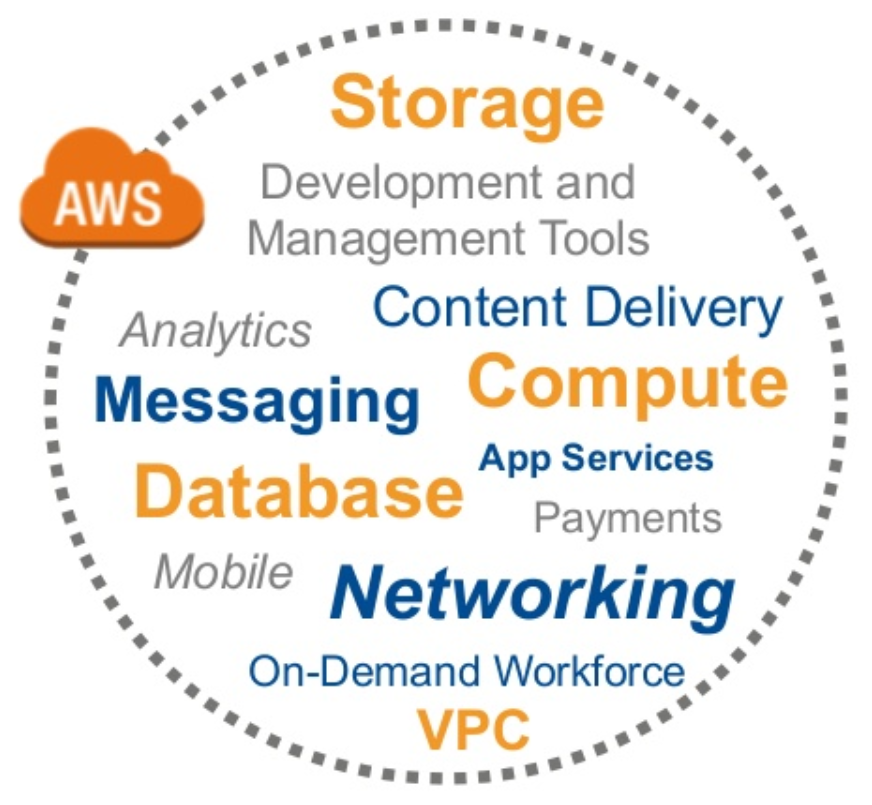 Storage
AWS
Development and
Management Tools
Content Delivery
Analytics
Compute
Messaging
App Services
Database
Payments
Mobile
Networking
On-Demand Workforce
VPC